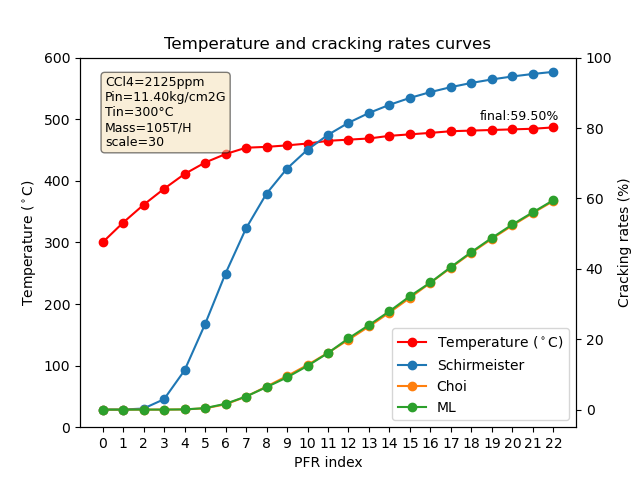 Temperature and cracking rates curves
CCl4=2125ppm
Pin=11.40kg/cm2G
Tin=300°C
Mass=105T/H
scale=30
final:59.50%
Temperature (°C)
600
500
400
300
200
100
0
Cracking rates (%)
100
80
60
40
20
0
Temperature (°C)
Schirmeister
Choi
ML
0 1 2 3 4 5 6 7 8 9 10 11 12 13 14 15 16 17 18 19 20 21 22
PFR index